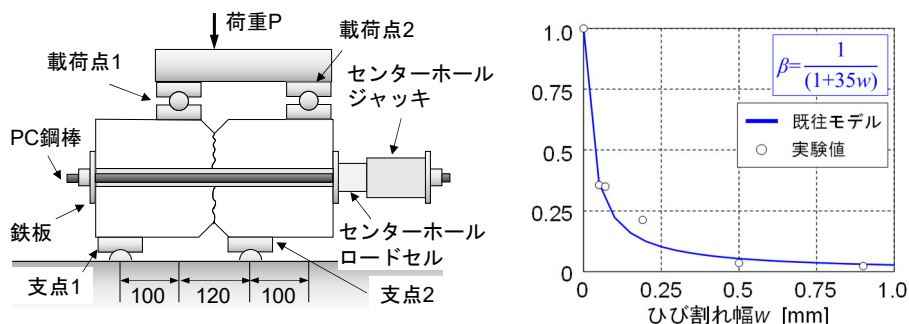 荷重P
載荷点1
載荷点2
センターホール
ジャッキ
PC鋼棒
鉄板
センターホール
ロードセル
支点1
支点2
100
120
100
1.0
0.75
0.5
0.25
0
β=1/(1+35w)
既往モデル
実験値
0
0.25
0.5
0.75
1.0
ひび割れ幅w [mm]